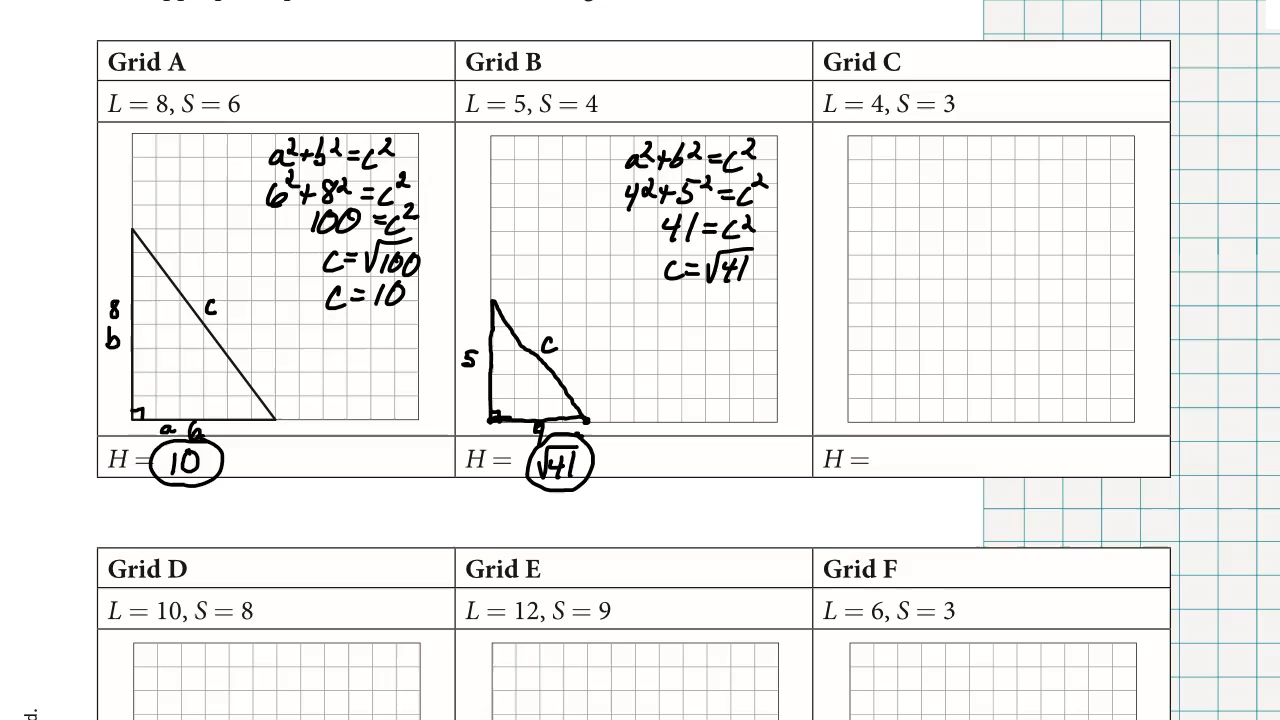 Grid A
Grid B
Grid C
L = 8, S = 6
L = 5, S = 4
L = 4, S = 3
a²+b²=c²
6²+8²=c²
100=c²
c=√100
c=10
8
b
c
a 6
a²+b²=c²
4²+5²=c²
41=c²
c=√41
5
c
4
H = 10
H = √41
H =
Grid D
Grid E
Grid F
L = 10, S = 8
L = 12, S = 9
L = 6, S = 3